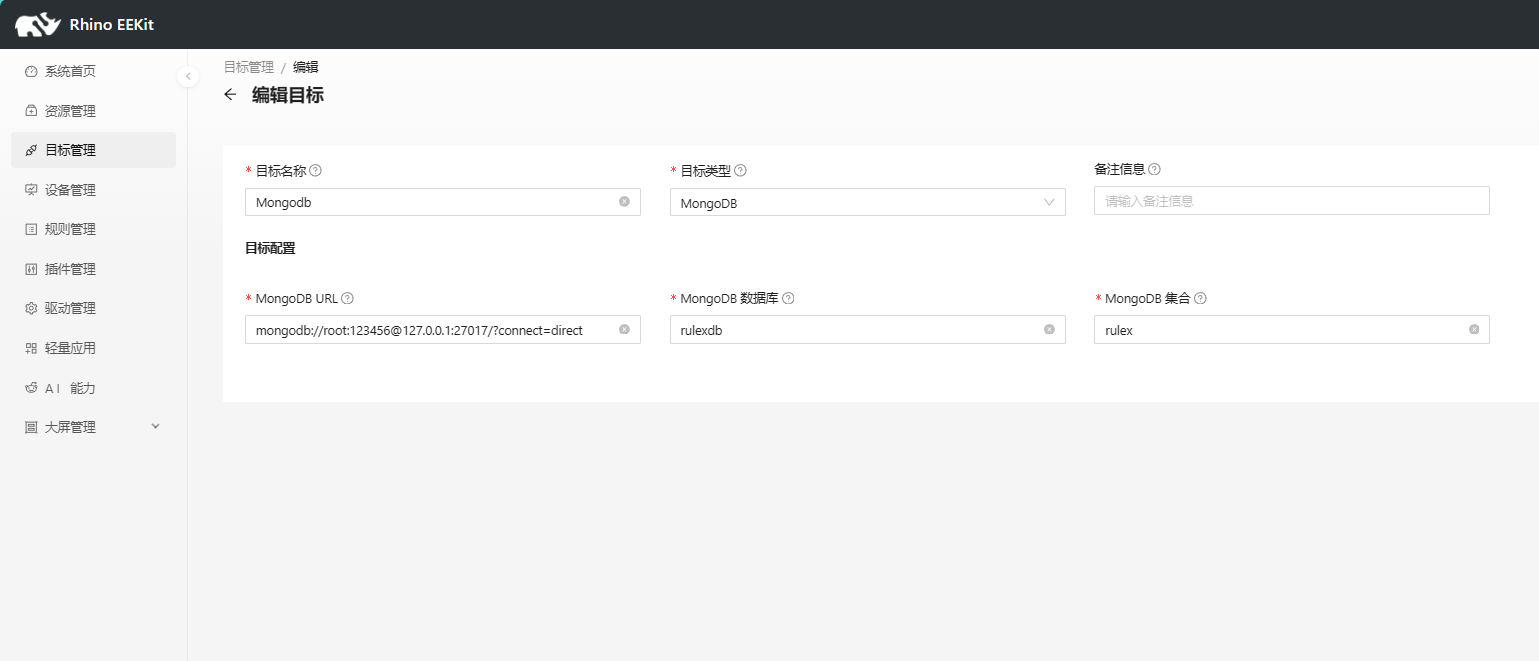 Rhino EEKit
系统首页
资源管理
目标管理
设备管理
规则管理
插件管理
驱动管理
轻量应用
AI 能力
大屏管理
目标管理 / 编辑
编辑目标
* 目标名称
Mongodb
* 目标类型
MongoDB
备注信息
请输入备注信息
目标配置
* MongoDB URL
mongodb://root:123456@127.0.0.1:27017/?connect=direct
* MongoDB 数据库
rulexdb
* MongoDB 集合
rulex